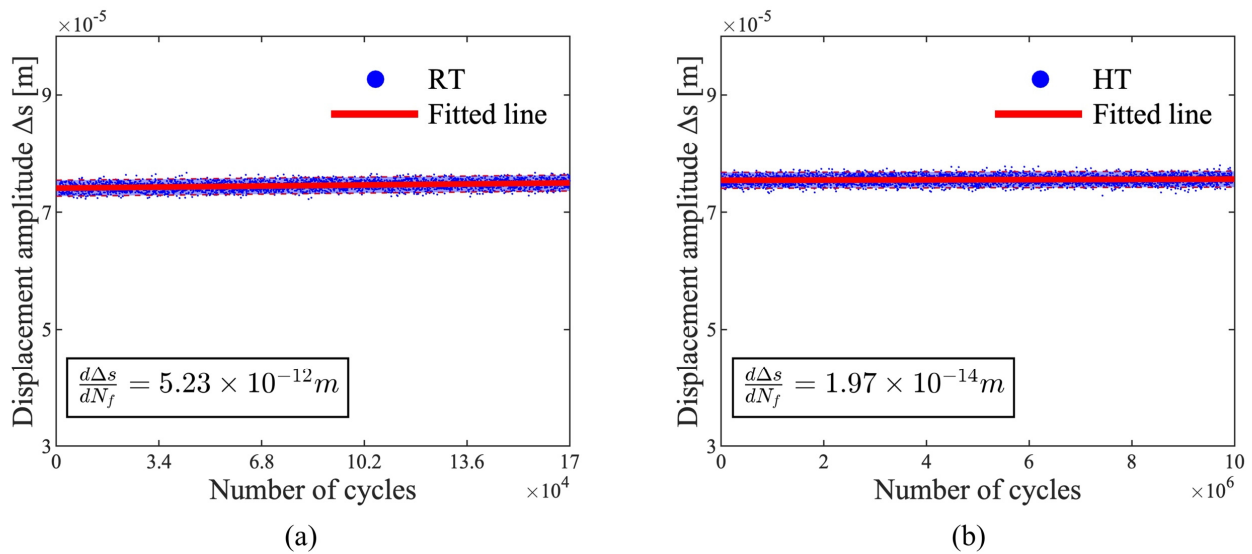 ×10⁻⁵
Displacement amplitude Δs [m]
9
7
5
3
RT
Fitted line
dΔs/dN_f = 5.23 × 10⁻¹²m
0 3.4 6.8 10.2 13.6 17
Number of cycles ×10⁴
(a)
×10⁻⁵
Displacement amplitude Δs [m]
9
7
5
3
HT
Fitted line
dΔs/dN_f = 1.97 × 10⁻¹⁴m
0 2 4 6 8 10
Number of cycles ×10⁶
(b)